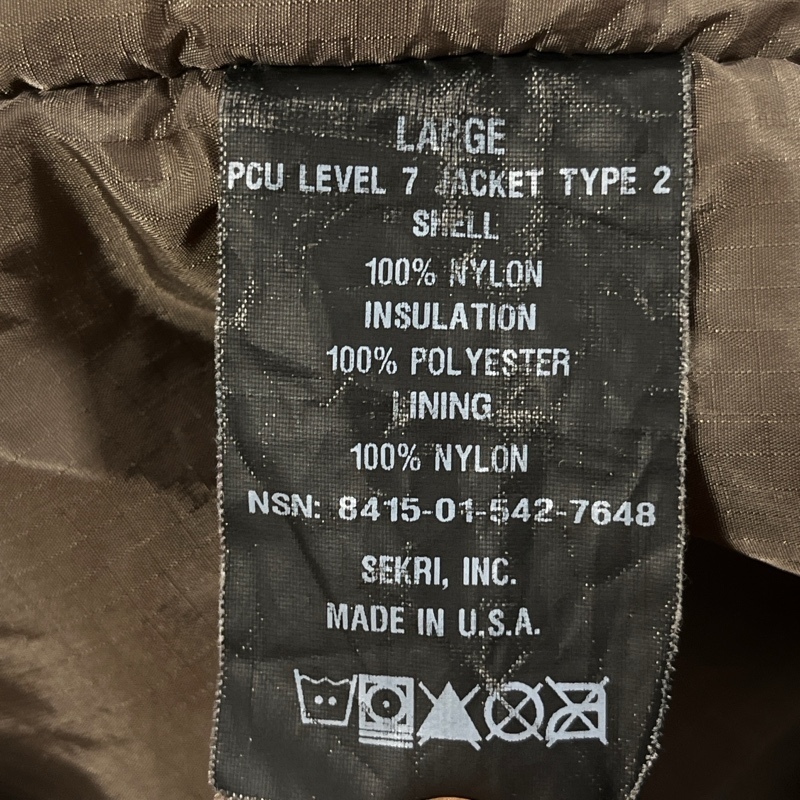 LARGE
PCU LEVEL 7 JACKET TYPE 2
SHELL
100% NYLON
INSULATION
100% POLYESTER
LINING
100% NYLON
NSN: 8415-01-542-7648
SEKRI, INC.
MADE IN U.S.A.